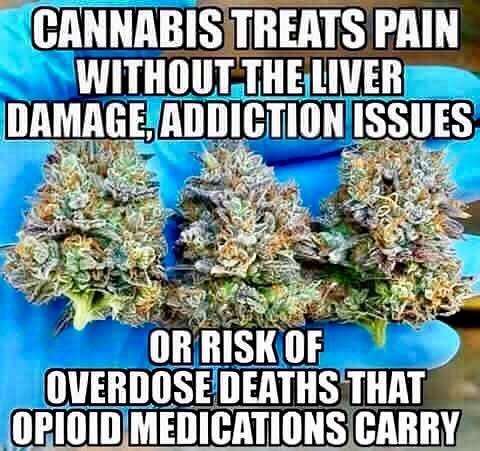 CANNABIS TREATS PAIN
WITHOUT THE LIVER
DAMAGE, ADDICTION ISSUES
OR RISK OF
OVERDOSE DEATHS THAT
OPIOID MEDICATIONS CARRY